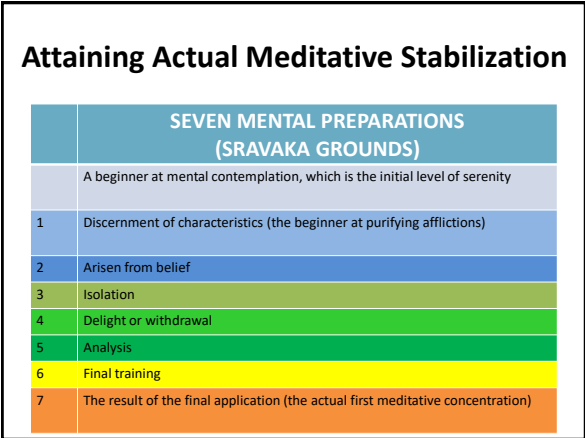 Attaining Actual Meditative Stabilization
SEVEN MENTAL PREPARATIONS
(SRAVAKA GROUNDS)
A beginner at mental contemplation, which is the initial level of serenity
1 Discernment of characteristics (the beginner at purifying afflictions)
2 Arisen from belief
3 Isolation
4 Delight or withdrawal
5 Analysis
6 Final training
7 The result of the final application (the actual first meditative concentration)